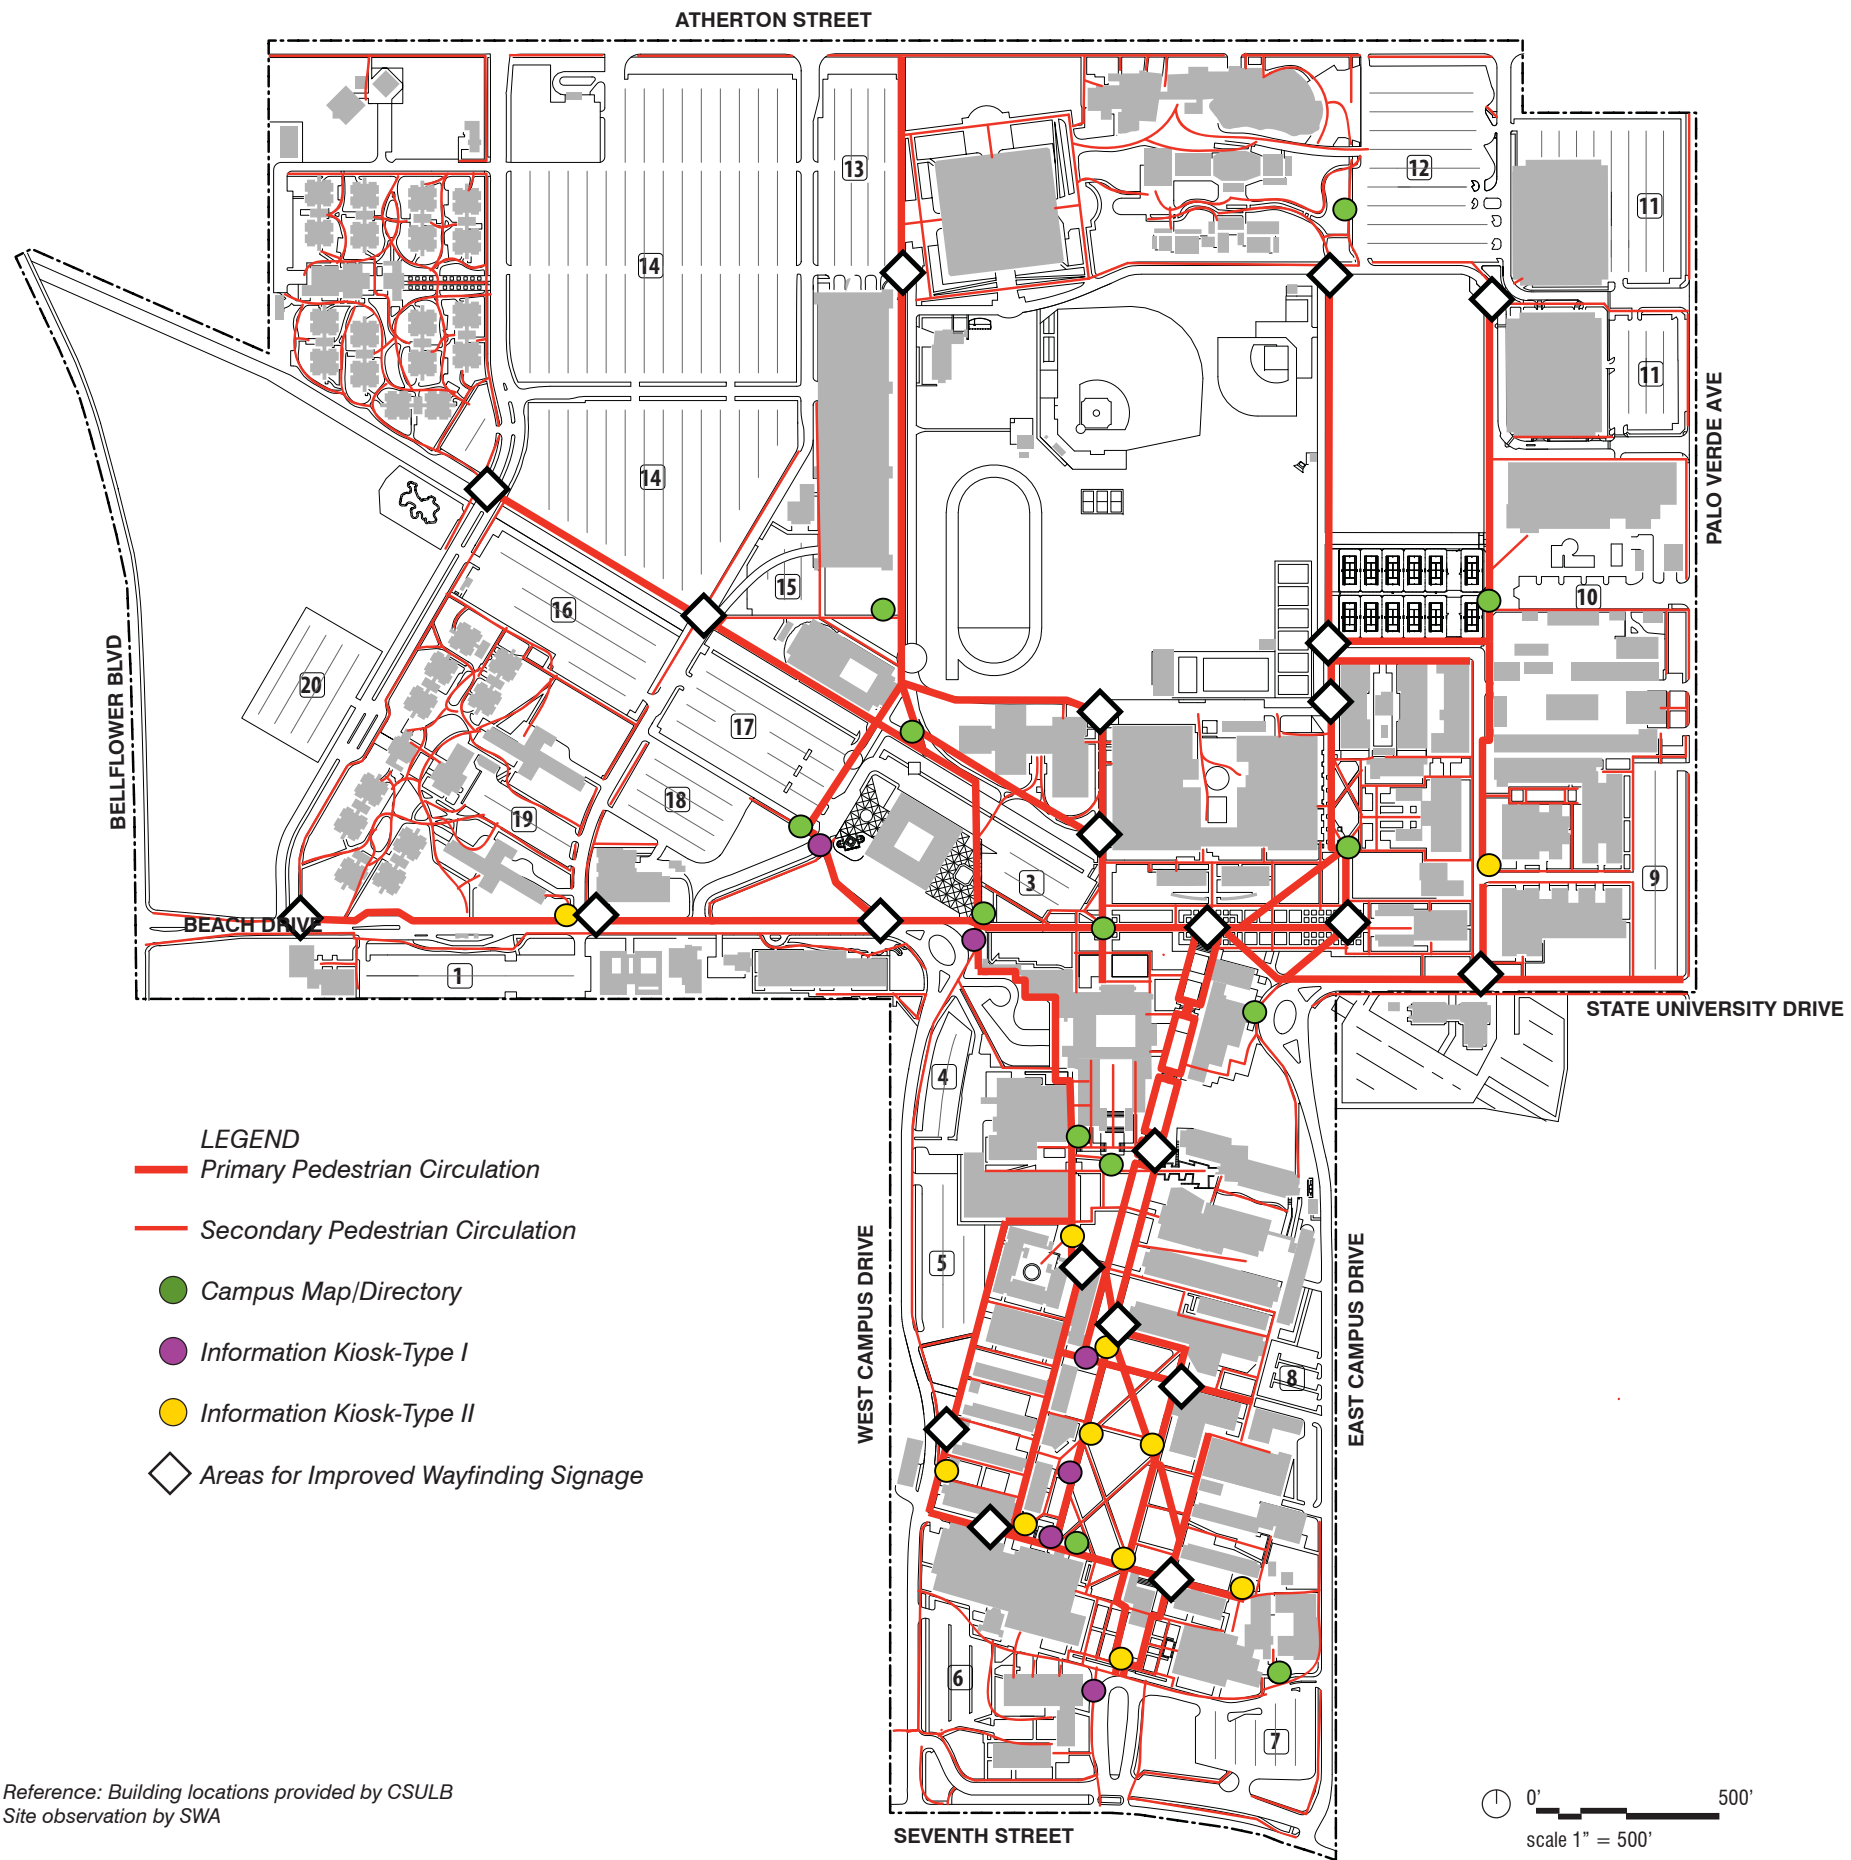 ATHERTON STREET
13
12
11
14
11
PALO VERDE AVE
14
15
16
10
20
BELLFLOWER BLVD
17
18
19
3
9
BEACH DRIVE
1
STATE UNIVERSITY DRIVE
4
LEGEND
Primary Pedestrian Circulation
Secondary Pedestrian Circulation
Campus Map/Directory
Information Kiosk-Type I
Information Kiosk-Type II
Areas for Improved Wayfinding Signage
WEST CAMPUS DRIVE
5
EAST CAMPUS DRIVE
8
6
7
Reference: Building locations provided by CSULB
Site observation by SWA
SEVENTH STREET
0' 500'
scale 1" = 500'